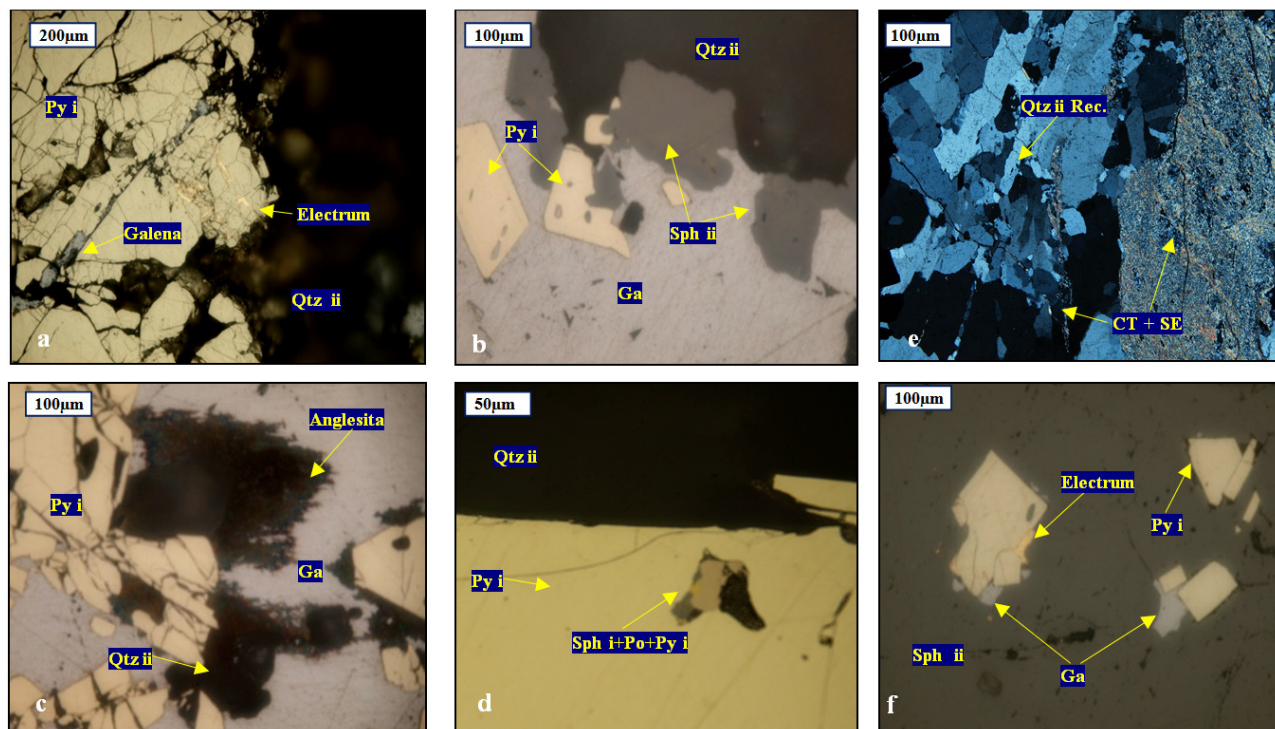 200μm
Py i
Electrum
Galena
Qtz ii
a
100μm
Qtz ii
Py i
Sph ii
Ga
b
100μm
Qtz ii Rec.
CT + SE
e
100μm
Anglesita
Py i
Ga
Qtz ii
c
50μm
Qtz ii
Py i
Sph i+Po+Py i
d
100μm
Electrum
Py i
Sph ii
Ga
f